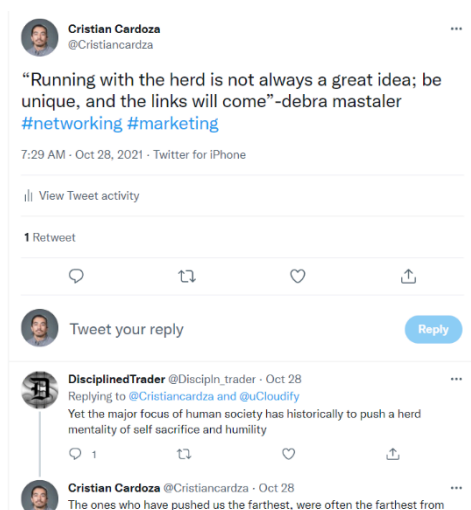 Cristian Cardoza
@Cristiancardza
“Running with the herd is not always a great idea; be
unique, and the links will come”-debra mastaler
#networking #marketing
7:29 AM · Oct 28, 2021 · Twitter for iPhone
View Tweet activity
1 Retweet
Tweet your reply
Reply
DisciplinedTrader @Discipln_trader · Oct 28
Replying to @Cristiancardza and @uCloudify
Yet the major focus of human society has historically to push a herd
mentality of self sacrifice and humility
1
Cristian Cardoza @Cristiancardza · Oct 28
The ones who have pushed us the farthest, were often the farthest from